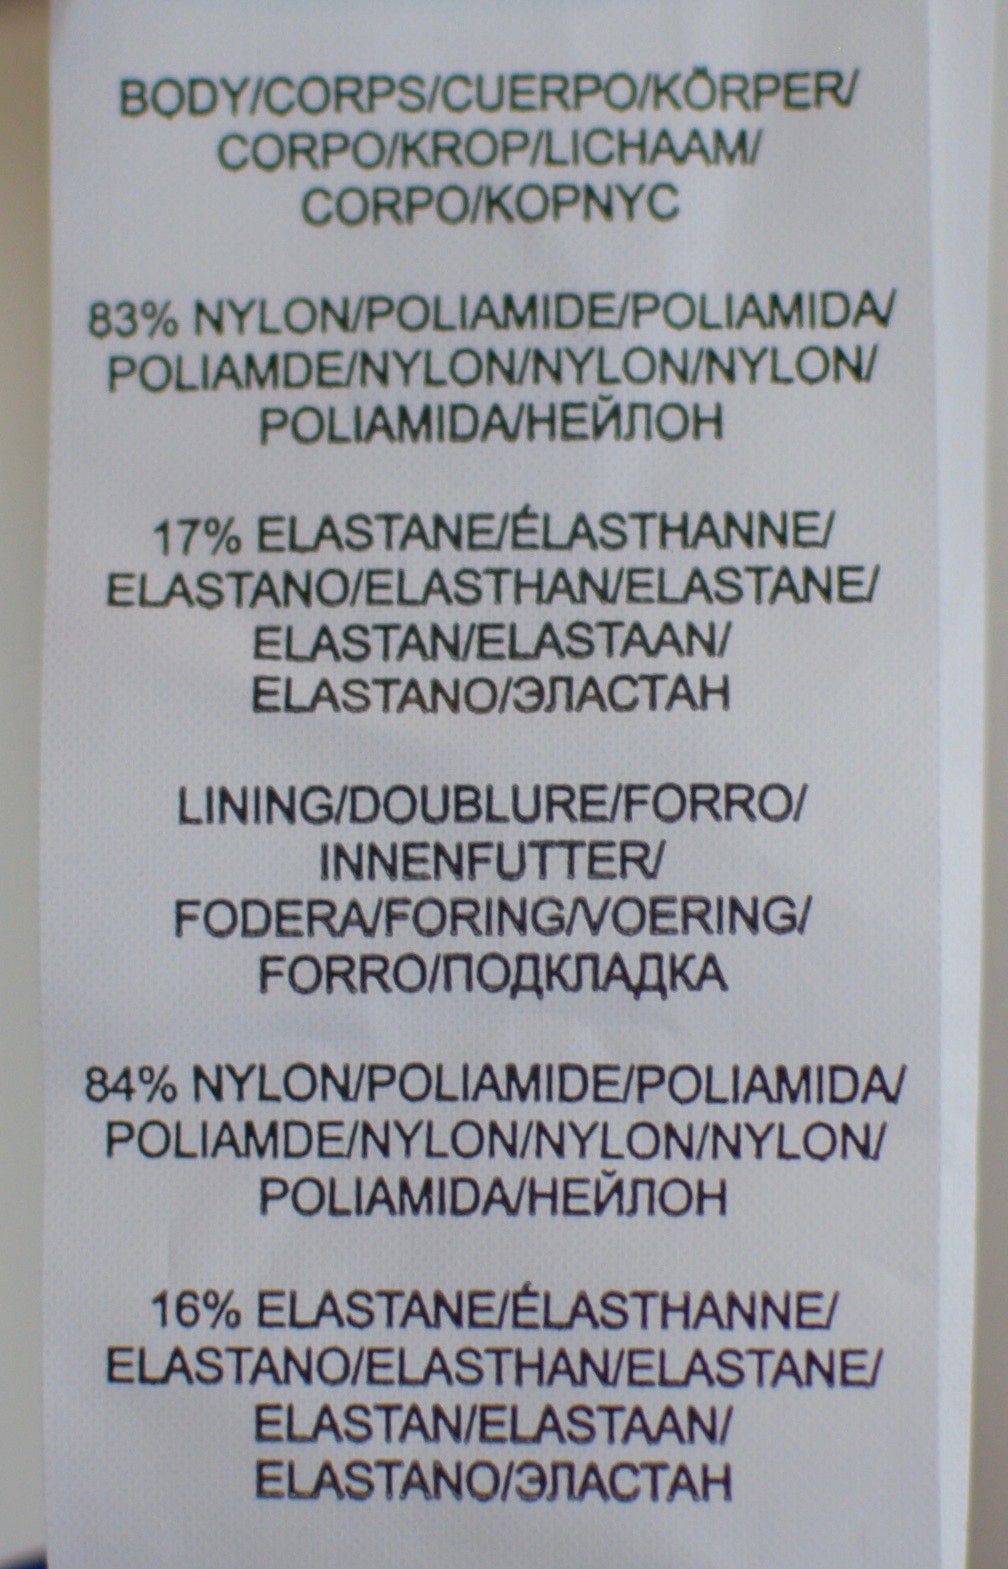 BODY/CORPS/CUERPO/KÖRPER/
CORPO/KROP/LICHAAM/
CORPO/KOPNYC
83% NYLON/POLIAMIDE/POLIAMIDA/
POLIAMDE/NYLON/NYLON/NYLON/
POLIAMIDA/НЕЙЛОН
17% ELASTANE/ÉLASTHANNE/
ELASTANO/ELASTHAN/ELASTANE/
ELASTAN/ELASTAAN/
ELASTANO/ЭЛАСТАН
LINING/DOUBLURE/FORRO/
INNENFUTTER/
FODERA/FORING/VOERING/
FORRO/ПОДКЛАДКА
84% NYLON/POLIAMIDE/POLIAMIDA/
POLIAMDE/NYLON/NYLON/NYLON/
POLIAMIDA/НЕЙЛОН
16% ELASTANE/ÉLASTHANNE/
ELASTANO/ELASTHAN/ELASTANE/
ELASTAN/ELASTAAN/
ELASTANO/ЭЛАСТАН